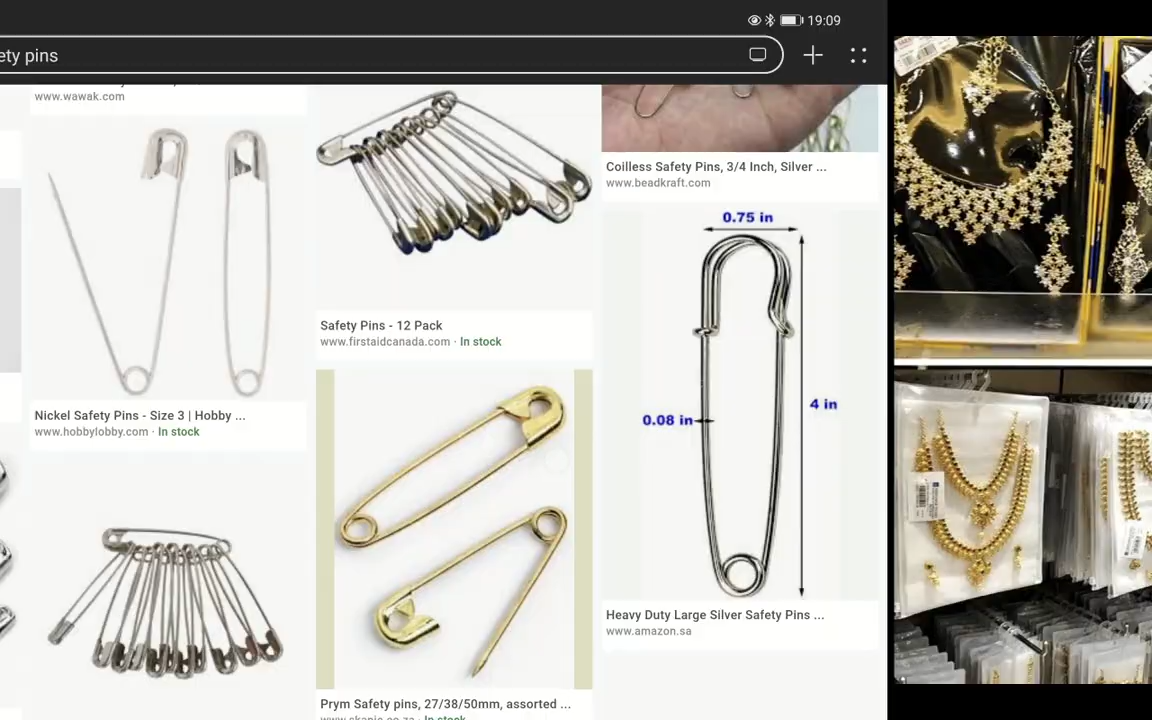 19:09
ety pins
www.wawak.com
Nickel Safety Pins - Size 3 | Hobby ...
www.hobbylobby.com · In stock
Safety Pins - 12 Pack
www.firstaidcanada.com · In stock
Prym Safety pins, 27/38/50mm, assorted ...
In stock
Coilless Safety Pins, 3/4 Inch, Silver ...
www.beadkraft.com
0.75 in
0.08 in
4 in
Heavy Duty Large Silver Safety Pins ...
www.amazon.sa